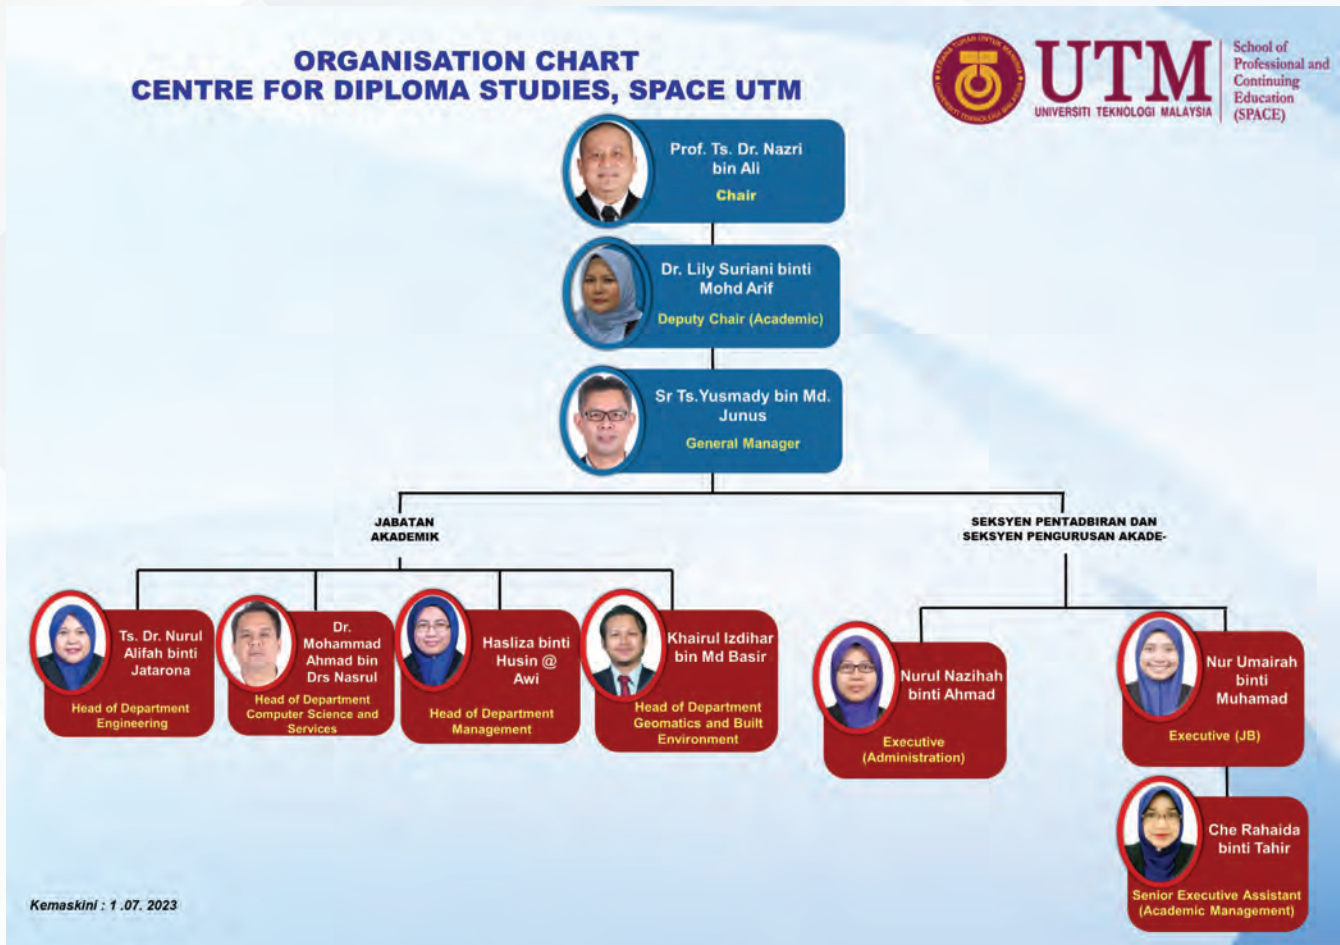 ORGANISATION CHART
CENTRE FOR DIPLOMA STUDIES, SPACE UTM
UTM
UNIVERSITI TEKNOLOGI MALAYSIA
School of
Professional and
Continuing
Education
(SPACE)
Prof. Ts. Dr. Nazri
bin Ali
Chair
Dr. Lily Suriani binti
Mohd Arif
Deputy Chair (Academic)
Sr Ts.Yusmady bin Md.
Junus
General Manager
JABATAN
AKADEMIK
SEKSYEN PENTADBIRAN DAN
SEKSYEN PENGURUSAN AKADE-
Ts. Dr. Nurul
Alifah binti
Jatarona
Head of Department
Engineering
Dr.
Mohammad
Ahmad bin
Drs Nasrul
Head of Department
Computer Science and
Services
Hasliza binti
Husin @
Awi
Head of Department
Management
Khairul Izdihar
bin Md Basir
Head of Department
Geomatics and Built
Environment
Nurul Nazihah
binti Ahmad
Executive
(Administration)
Nur Umairah
binti
Muhamad
Executive (JB)
Che Rahaida
binti Tahir
Senior Executive Assistant
(Academic Management)
Kemaskini : 1 .07. 2023